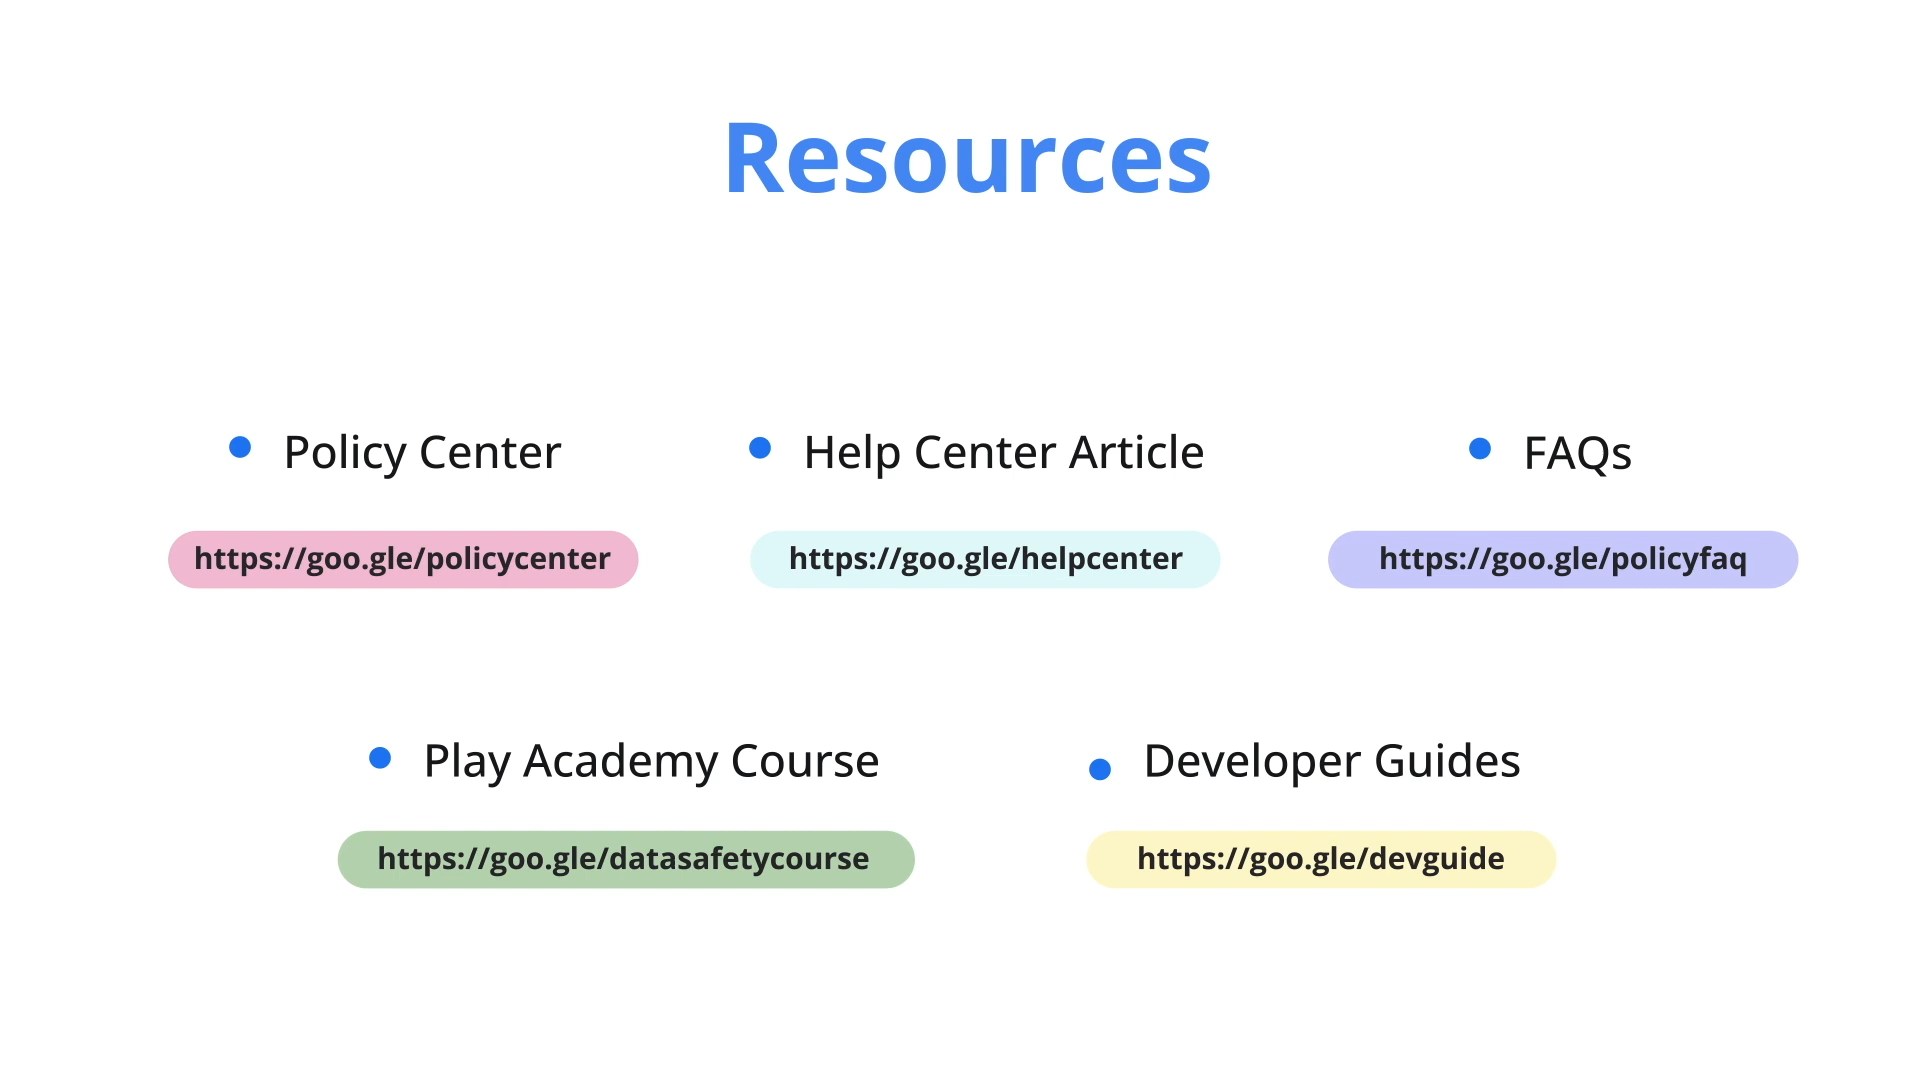 Resources
Policy Center
https://goo.gle/policycenter
Help Center Article
https://goo.gle/helpcenter
FAQs
https://goo.gle/policyfaq
Play Academy Course
https://goo.gle/datasafetycourse
Developer Guides
https://goo.gle/devguide